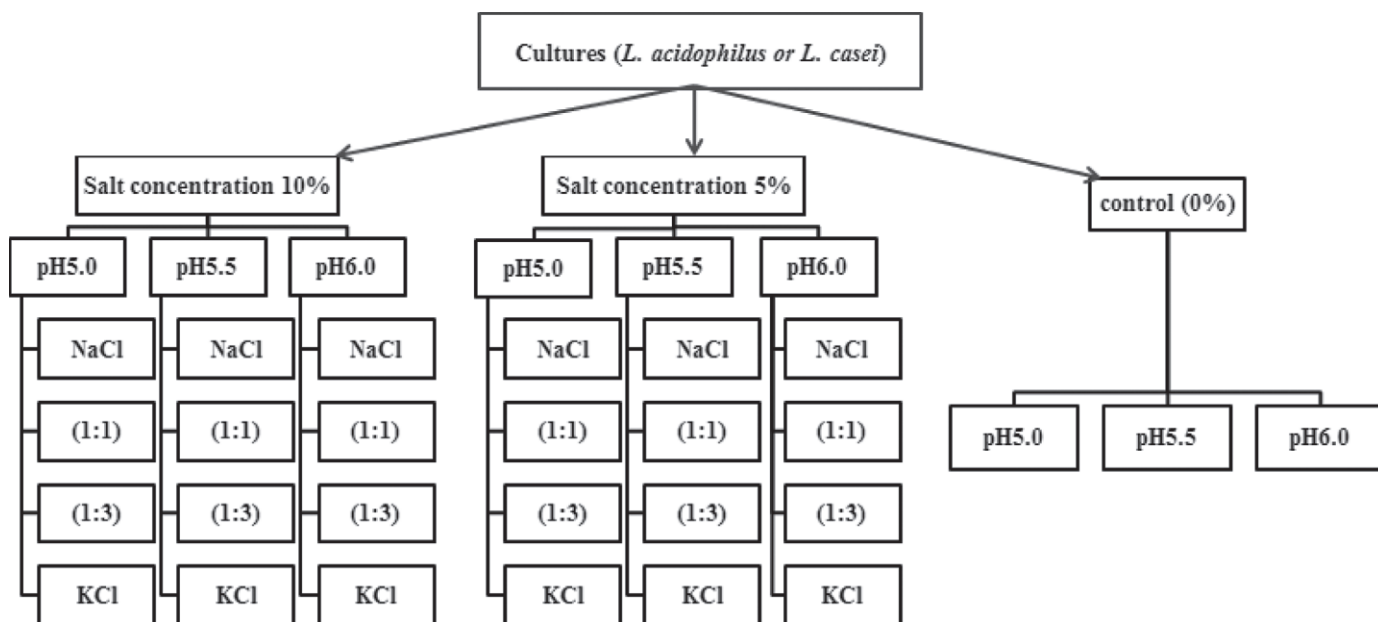 Cultures (L. acidophilus or L. casei)
Salt concentration 10%
Salt concentration 5%
control (0%)
pH5.0
pH5.5
pH6.0
NaCl
NaCl
NaCl
(1:1)
(1:1)
(1:1)
(1:3)
(1:3)
(1:3)
KCl
KCl
KCl
pH5.0
pH5.5
pH6.0
NaCl
NaCl
NaCl
(1:1)
(1:1)
(1:1)
(1:3)
(1:3)
(1:3)
KCl
KCl
KCl
pH5.0
pH5.5
pH6.0